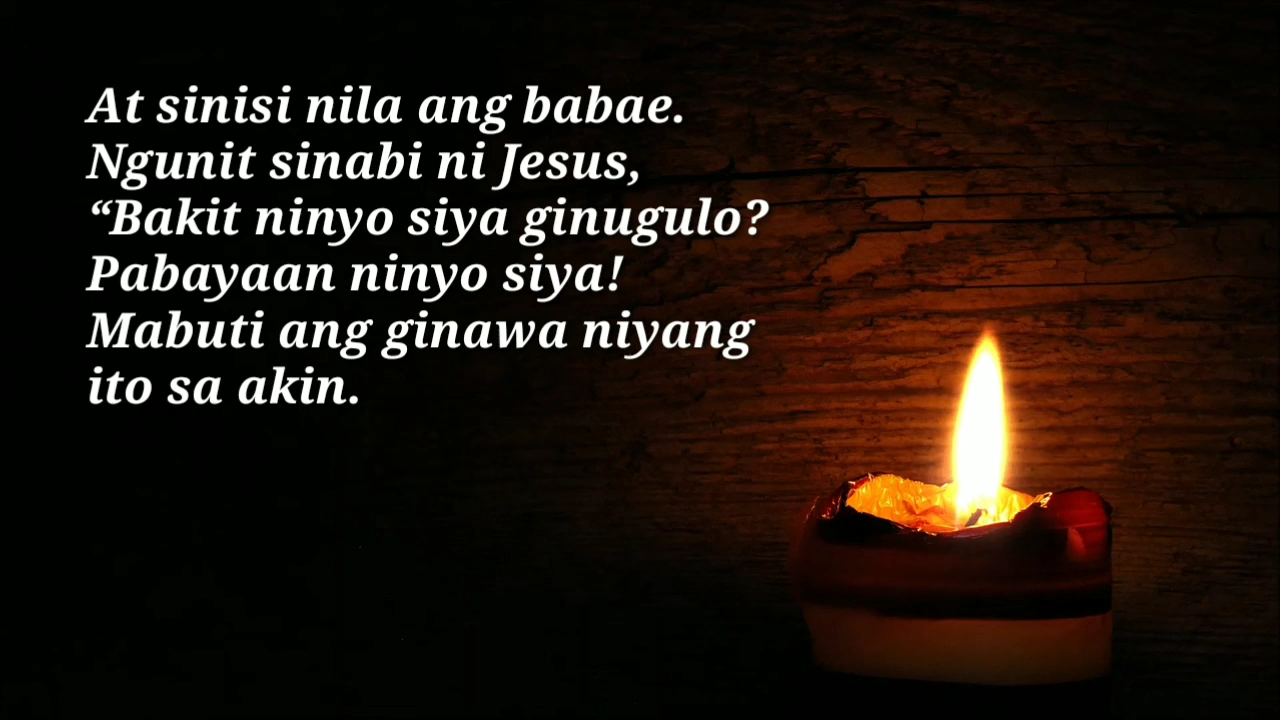 At sinisi nila ang babae.
Ngunit sinabi ni Jesus,
“Bakit ninyo siya ginugulo?
Pabayaan ninyo siya!
Mabuti ang ginawa niyang
ito sa akin.